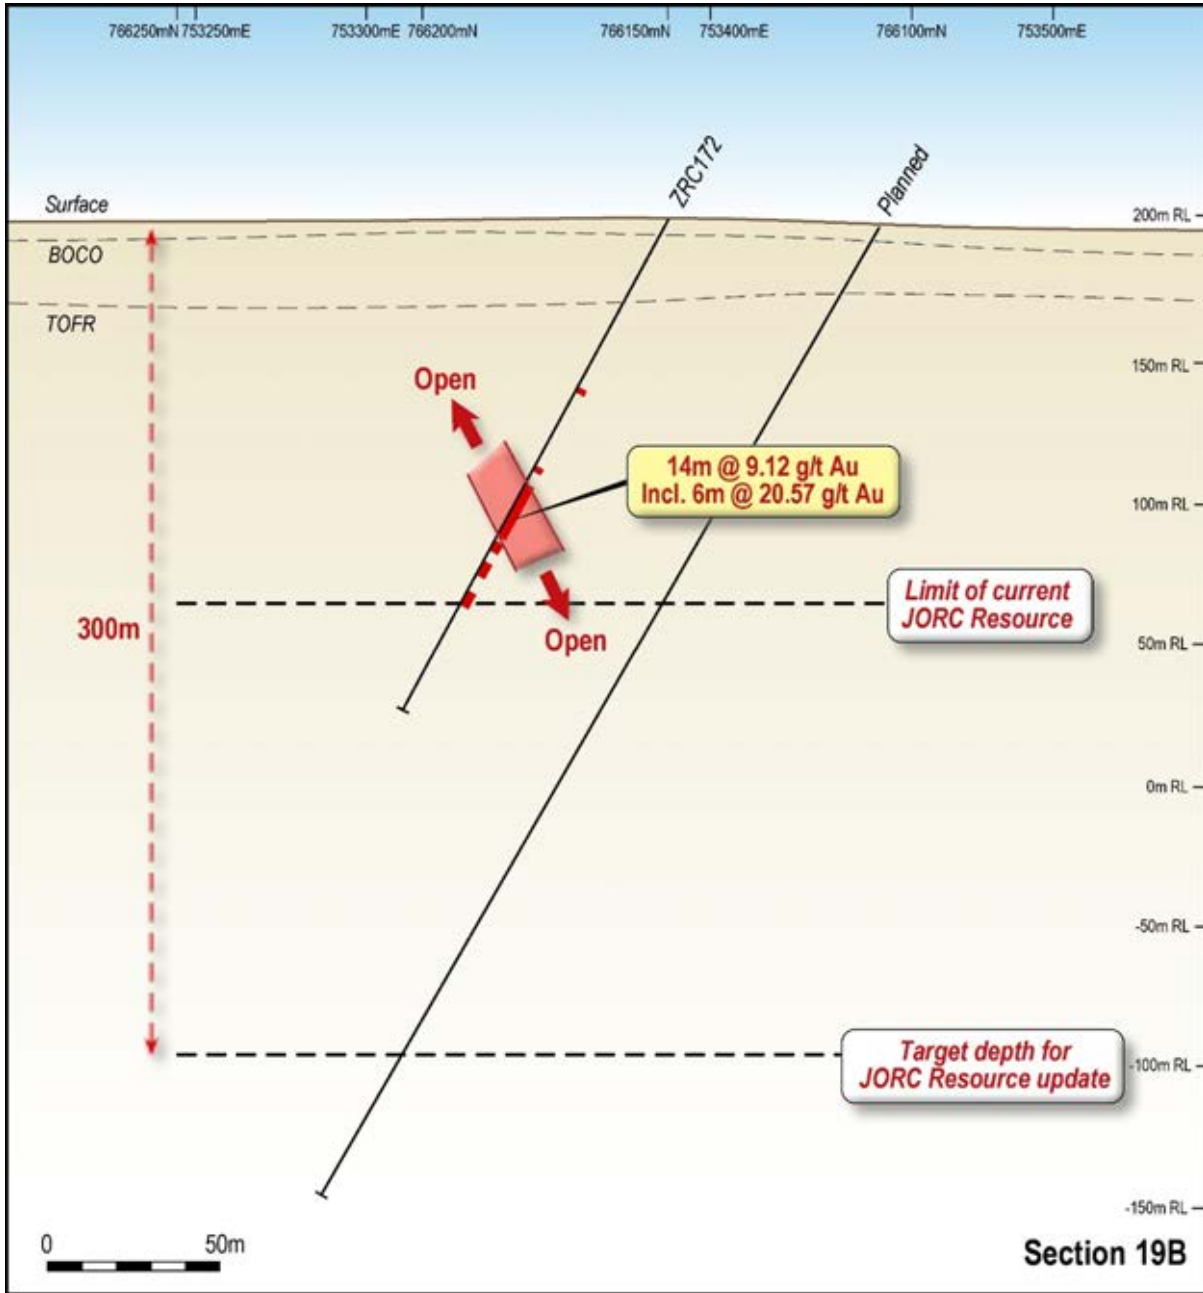 766250mN 753250mE 753300mE 766200mN 766150mN 753400mE 766100mN 753500mE
ZRC172
Planned
Surface
200m RL
BOCO
TOFR
150m RL
Open
14m @ 9.12 g/t Au
Incl. 6m @ 20.57 g/t Au
100m RL
Limit of current
JORC Resource
300m
Open
50m RL
0m RL
-50m RL
Target depth for
JORC Resource update
-100m RL
-150m RL
0 50m
Section 19B